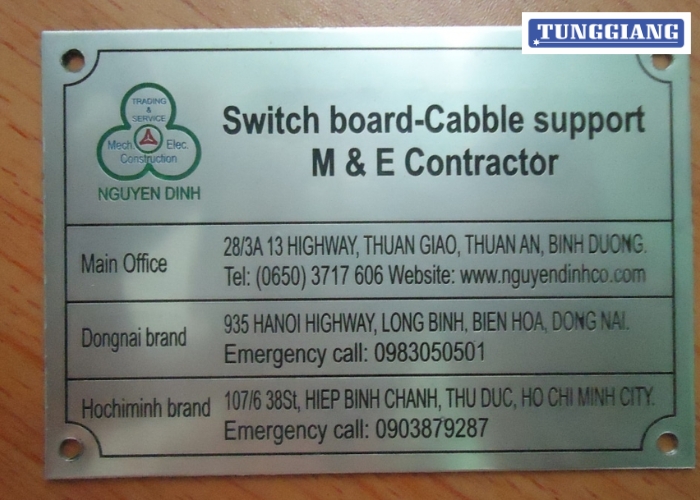 TUNGGIANG
TRADING
&
SERVICE
Mech Elec.
Construction
NGUYEN DINH
Switch board-Cabble support
M & E Contractor
Main Office
28/3A 13 HIGHWAY, THUAN GIAO, THUAN AN, BINH DUONG.
Tel: (0650) 3717 606 Website: www.nguyendinhco.com
Dongnai brand
935 HANOI HIGHWAY, LONG BINH, BIEN HOA, DONG NAI.
Emergency call: 0983050501
Hochiminh brand
107/6 38St, HIEP BINH CHANH, THU DUC, HO CHI MINH CITY.
Emergency call: 0903879287